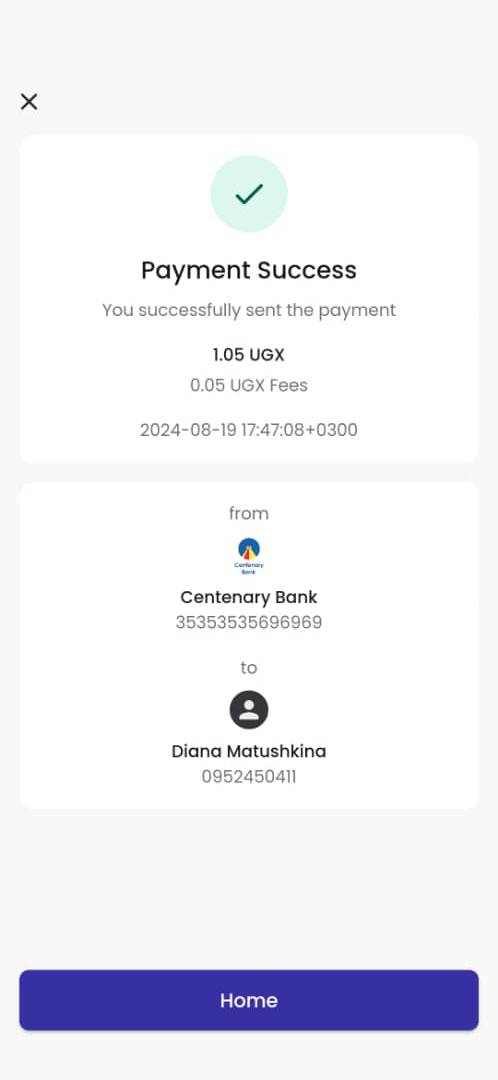 Payment Success
You successfully sent the payment
1.05 UGX
0.05 UGX Fees
2024-08-19 17:47:08+0300
from
Centenary
Bank
Centenary Bank
35353535696969
to
Diana Matushkina
0952450411
Home